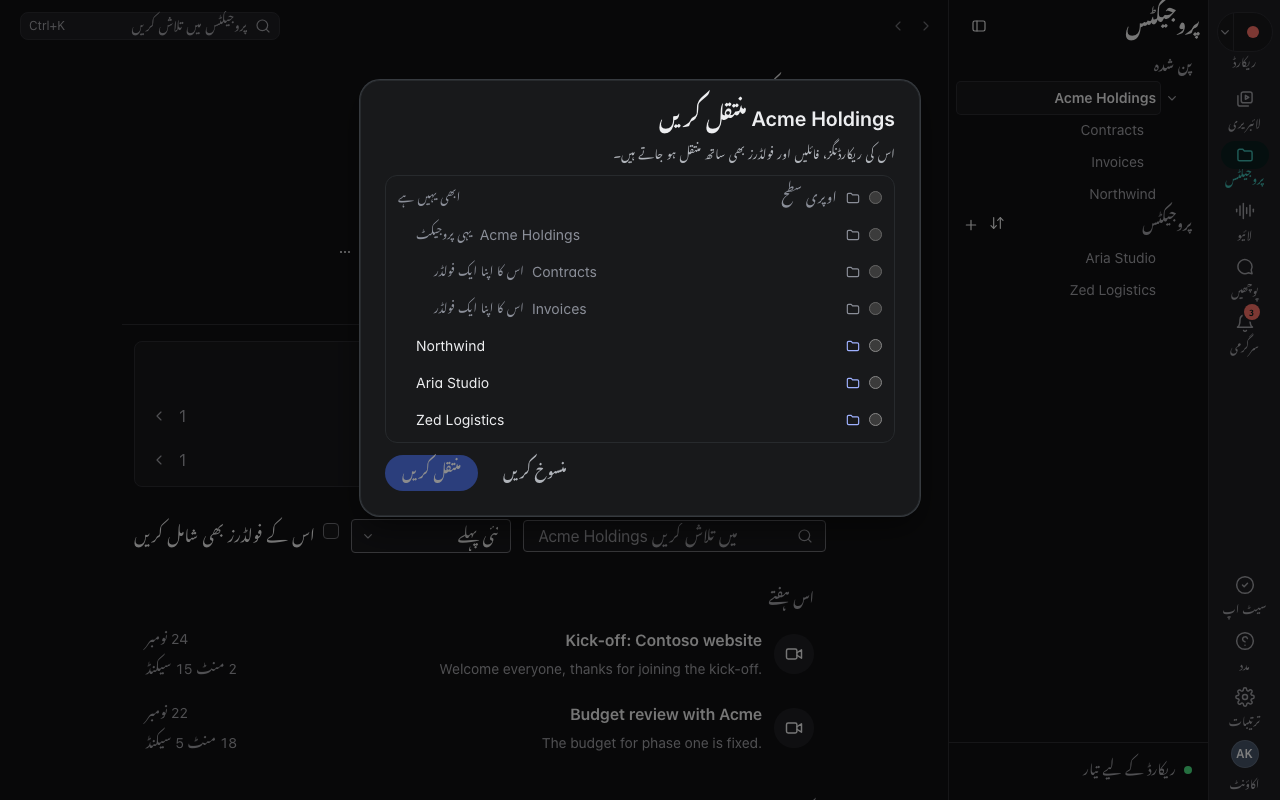 ریکارڈ
لائبریری
پروجیکٹس
لائیو
پوچھیں
3
سرگرمی
سیٹ اپ
مدد
ترتیبات
AK
اکاؤنٹ
پروجیکٹس
پن شدہ
Acme Holdings
Contracts
Invoices
Northwind
پروجیکٹس
Aria Studio
Zed Logistics
ریکارڈ کے لیے تیار
پروجیکٹس میں تلاش کریں Ctrl+K
Acme Holdings منتقل کریں
اس کی ریکارڈنگز، فائلیں اور فولڈرز بھی ساتھ منتقل ہو جاتے ہیں۔
اوپری سطح ابھی یہیں ہے
Acme Holdings یہی پروجیکٹ
Contracts اس کا اپنا ایک فولڈر
Invoices اس کا اپنا ایک فولڈر
Northwind
Aria Studio
Zed Logistics
منسوخ کریں منتقل کریں
...
1
1
Acme Holdings میں تلاش کریں
نئی پہلے
اس کے فولڈرز بھی شامل کریں
اس ہفتے
Kick-off: Contoso website 24 نومبر
Welcome everyone, thanks for joining the kick-off. 2 منٹ 15 سیکنڈ
Budget review with Acme 22 نومبر
The budget for phase one is fixed. 18 منٹ 5 سیکنڈ